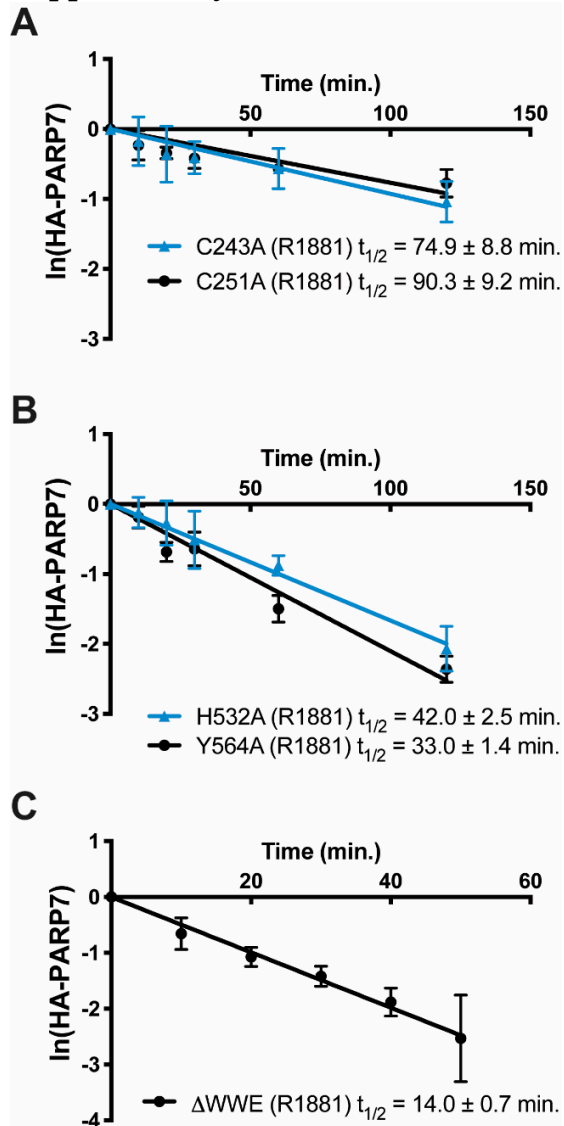 A
Time (min.)
1
50
100
150
0
-1
-2
-3
ln(HA-PARP7)
C243A (R1881) t1/2 = 74.9 ± 8.8 min.
C251A (R1881) t1/2 = 90.3 ± 9.2 min.
B
Time (min.)
1
50
100
150
0
-1
-2
-3
ln(HA-PARP7)
H532A (R1881) t1/2 = 42.0 ± 2.5 min.
Y564A (R1881) t1/2 = 33.0 ± 1.4 min.
C
Time (min.)
1
20
40
60
0
-1
-2
-3
-4
ln(HA-PARP7)
ΔWWE (R1881) t1/2 = 14.0 ± 0.7 min.